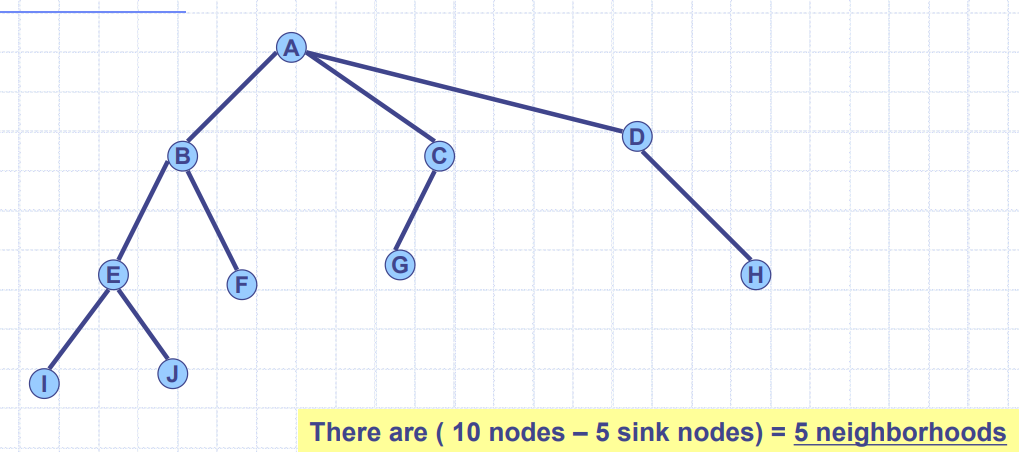 A
B
C
D
E
F
G
H
I
J
There are ( 10 nodes – 5 sink nodes) = 5 neighborhoods